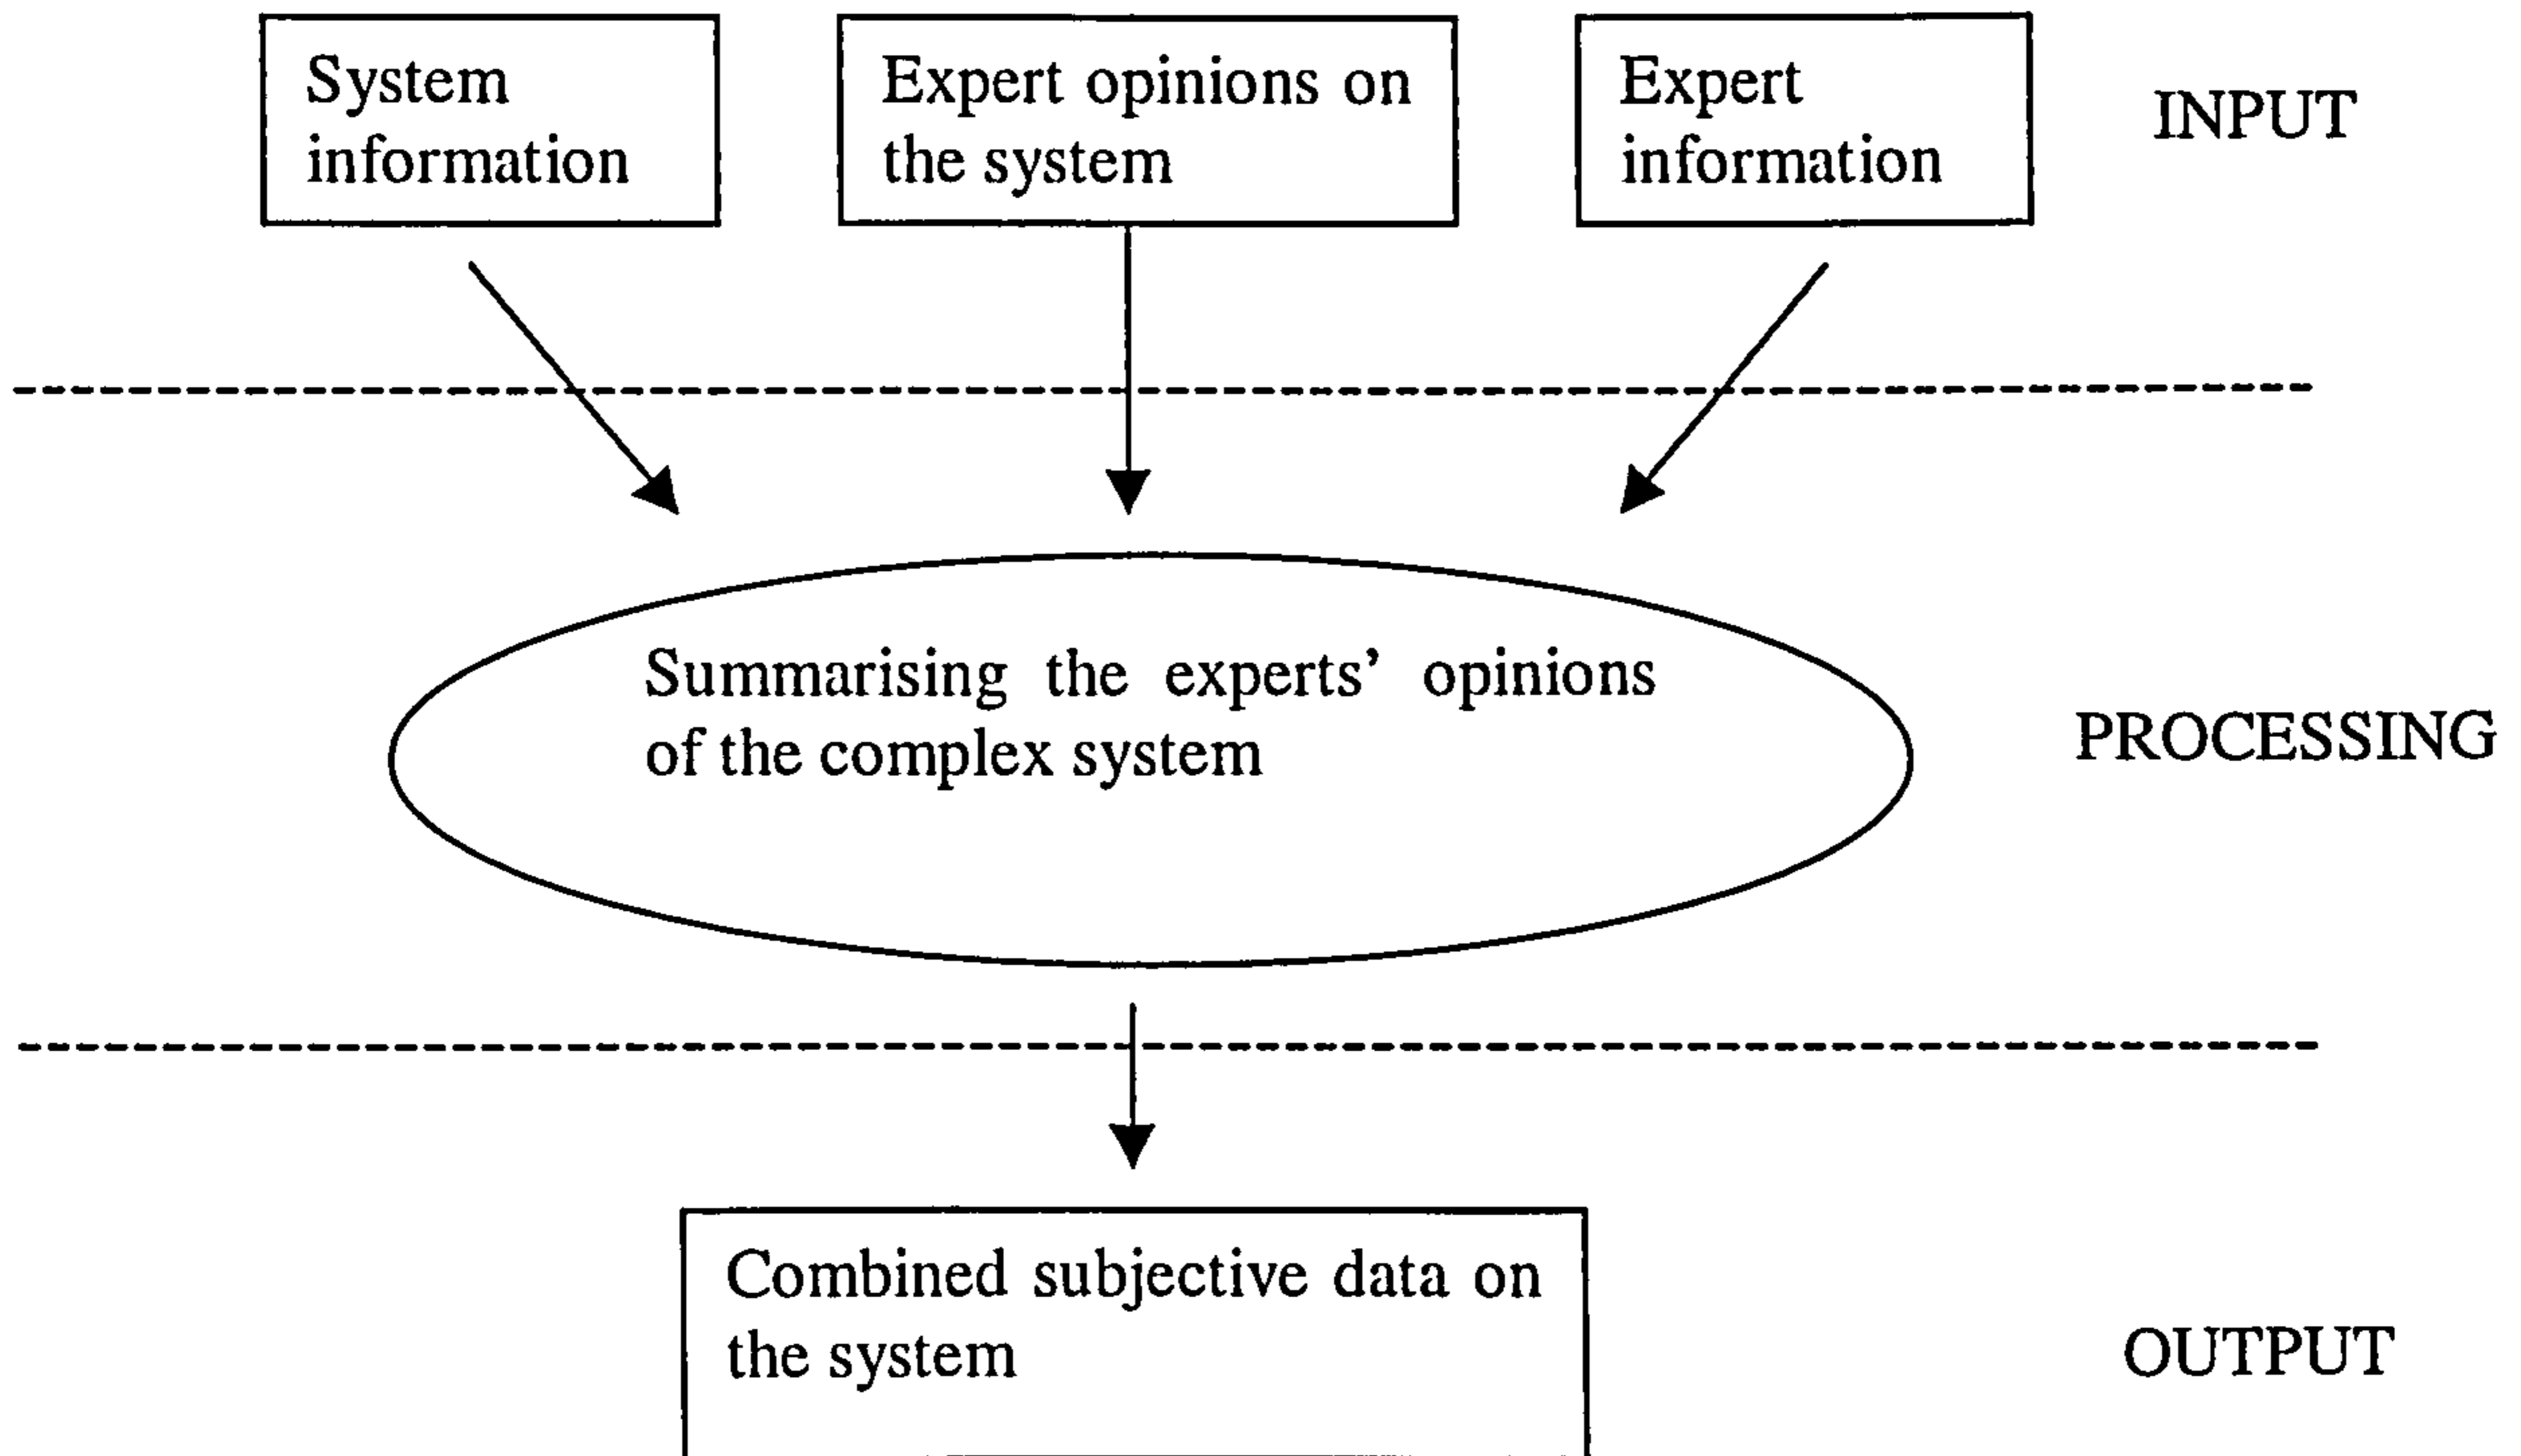 System
information
Expert opinions on
the system
Expert
information
INPUT
Summarising the experts’ opinions
of the complex system
PROCESSING
Combined subjective data on
the system
OUTPUT